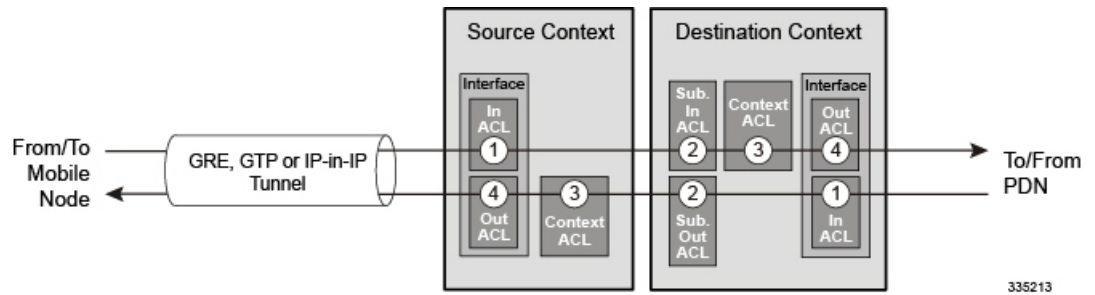 Source Context
Destination Context
Interface
In
ACL
1
4
Out
ACL
3
Context
ACL
Sub.
In
ACL
2
Context
ACL
3
Interface
Out
ACL
4
2
Sub.
Out
ACL
1
In
ACL
From/To
Mobile
Node
GRE, GTP or IP-in-IP
Tunnel
To/From
PDN
335213